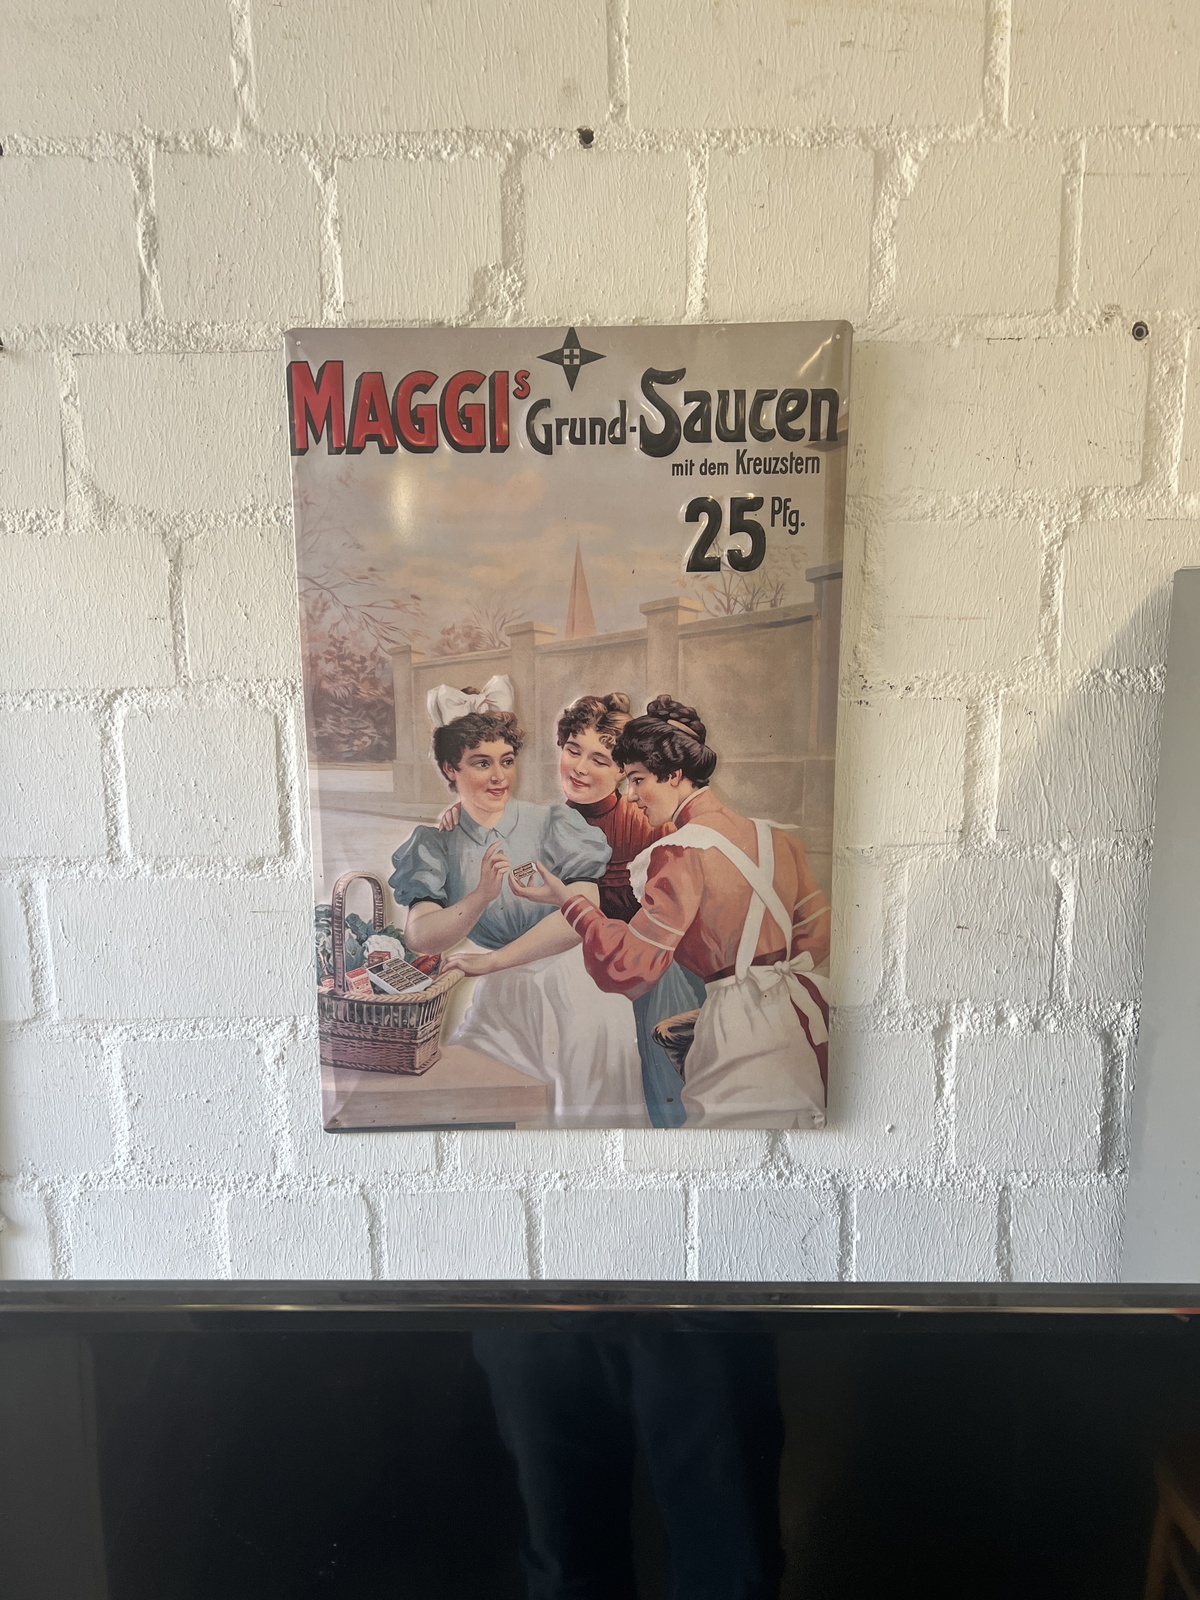 MAGGIs Grund-Saucen
mit dem Kreuzstern
25 Pfg.